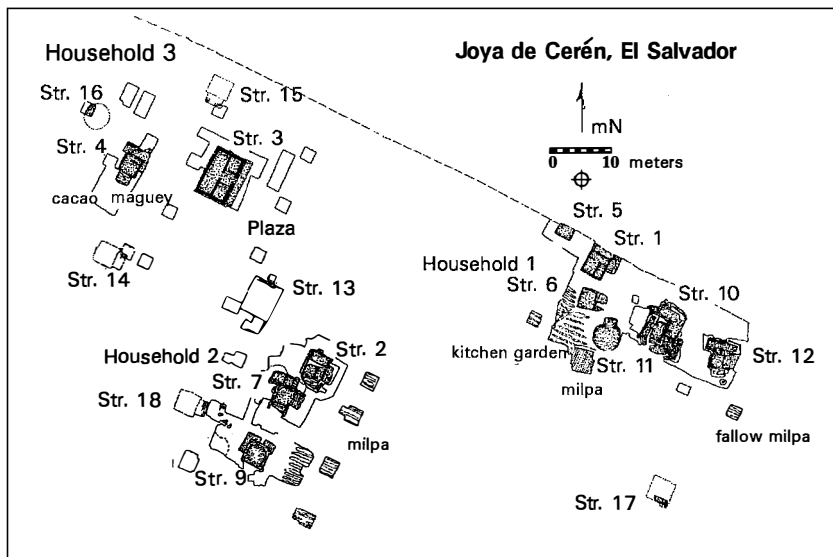 Joya de Cerén, El Salvador
Household 3
Str. 16
Str. 15
mN
Str. 4
Str. 3
0 10 meters
cacao maguey
Plaza
Str. 5
Str. 1
Str. 14
Household 1
Str. 13
Str. 6
Str. 10
kitchen garden
Household 2
Str. 2
Str. 11
Str. 12
Str. 7
milpa
Str. 18
milpa
fallow milpa
Str. 9
Str. 17